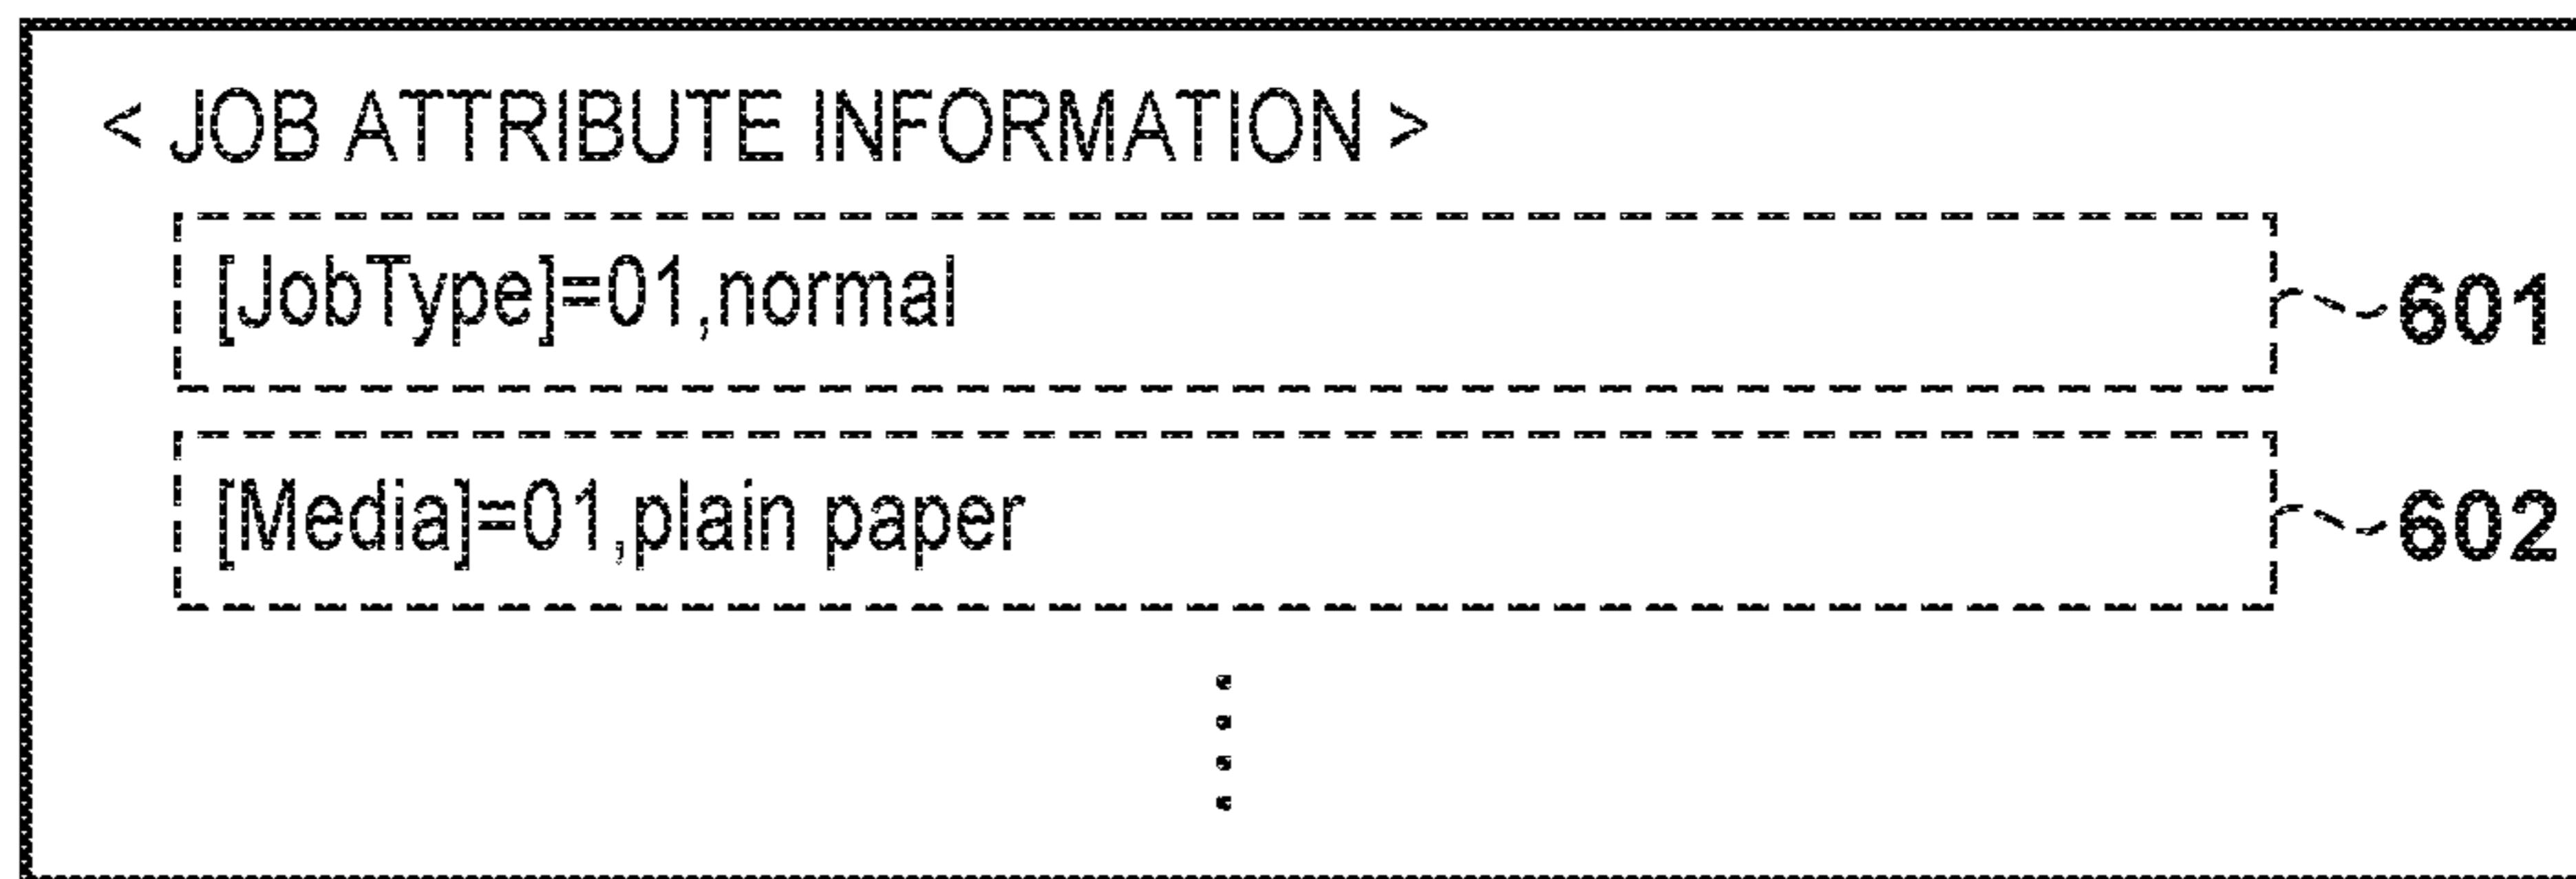 < JOB ATTRIBUTE INFORMATION >
[JobType]=01,normal 601
[Media]=01,plain paper 602